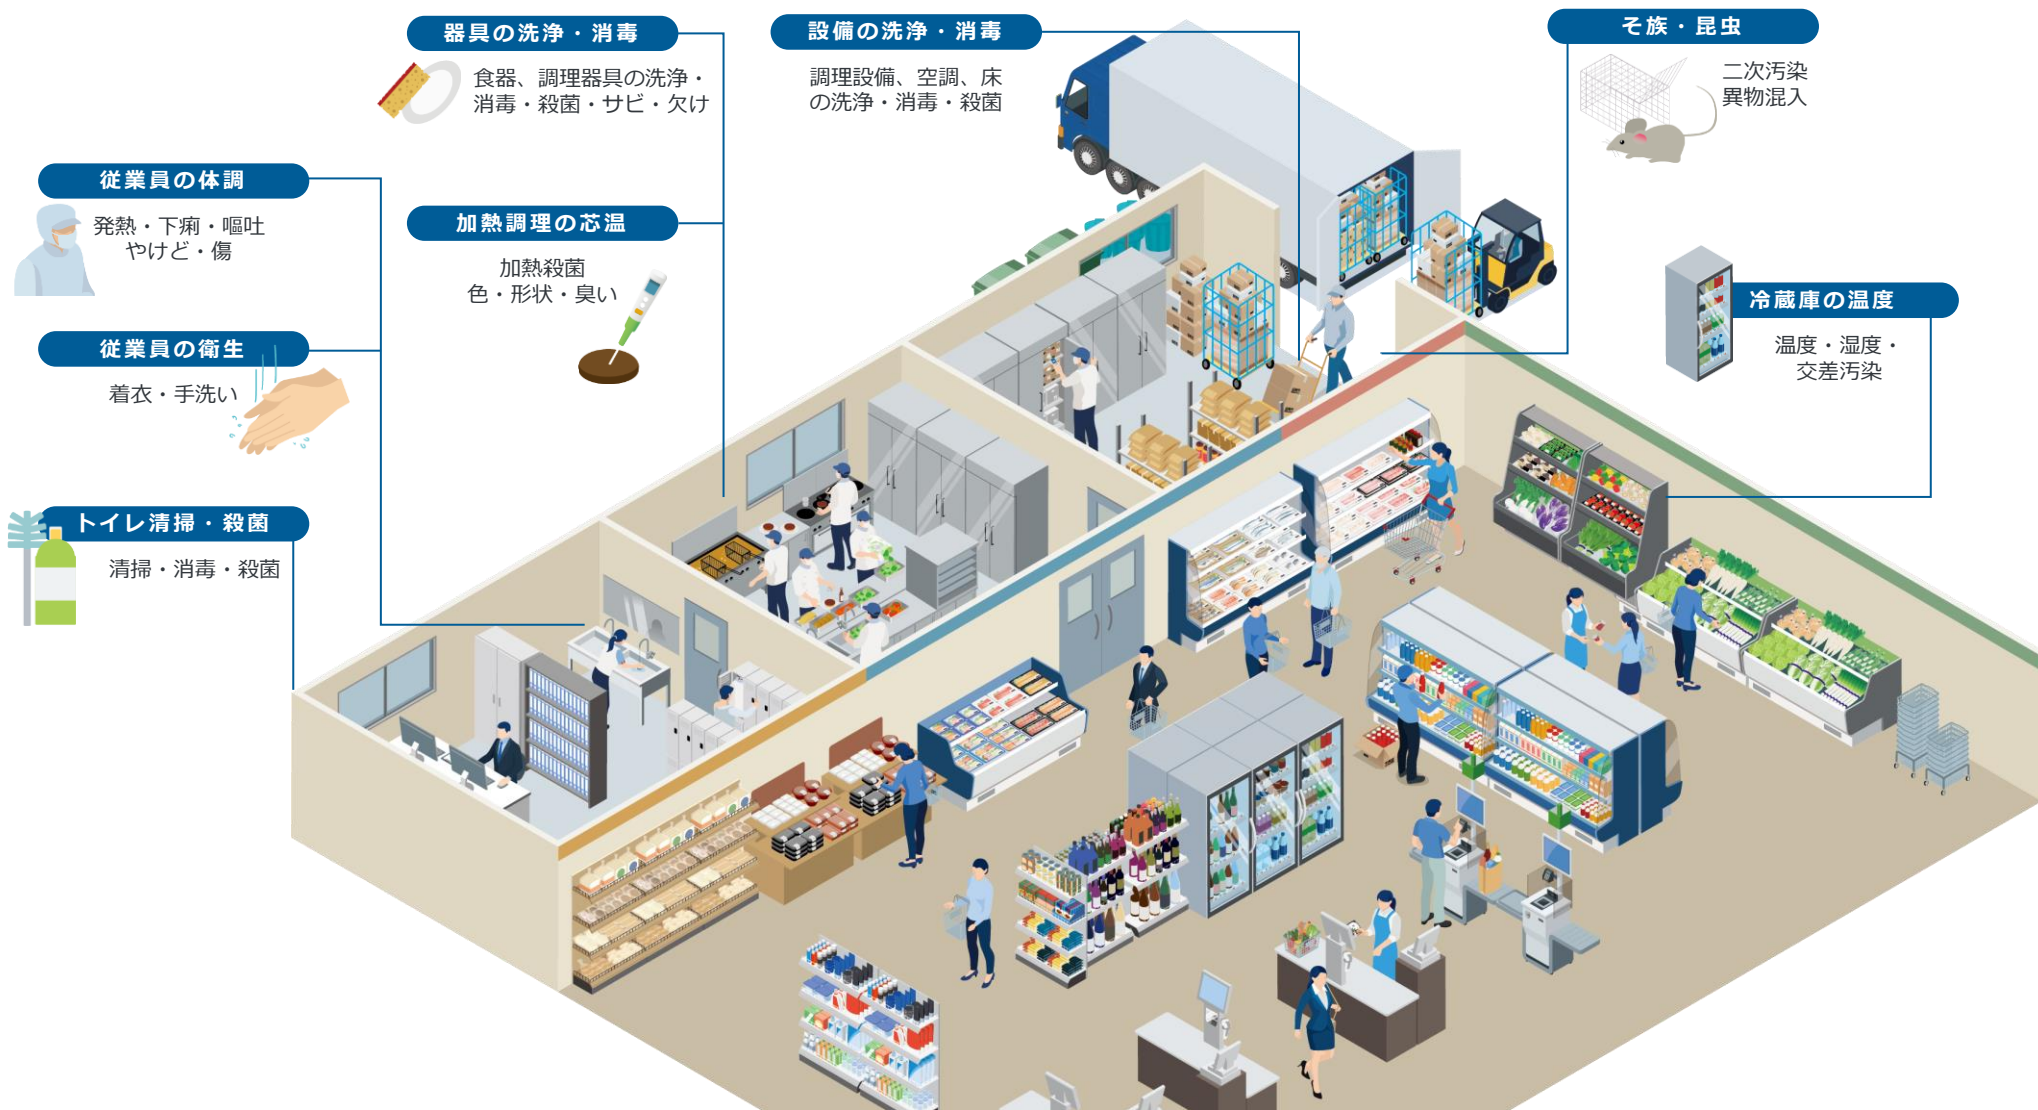 器具の洗浄・消毒
食器、調理器具の洗浄・
消毒・殺菌・サビ・欠け
設備の洗浄・消毒
調理設備、空調、床
の洗浄・消毒・殺菌
そ族・昆虫
二次汚染
異物混入
従業員の体調
発熱・下痢・嘔吐
やけど・傷
加熱調理の芯温
加熱殺菌
色・形状・臭い
冷蔵庫の温度
温度・湿度・
交差汚染
従業員の衛生
着衣・手洗い
トイレ清掃・殺菌
清掃・消毒・殺菌